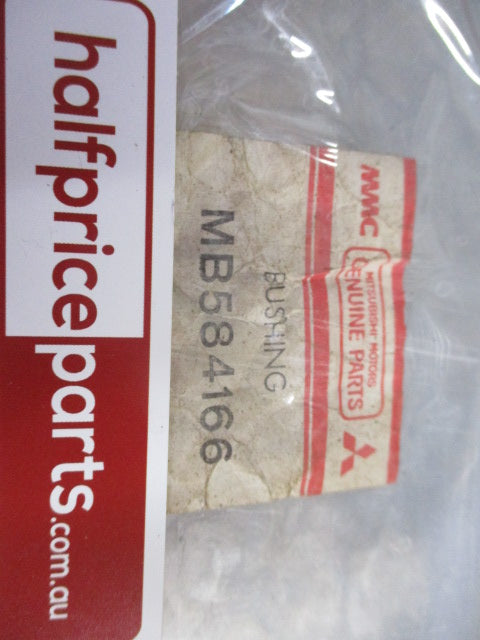 halfpriceparts.com.au
MMC
MITSUBISHI MOTORS
GENUINE PARTS
BUSHING
MB584166